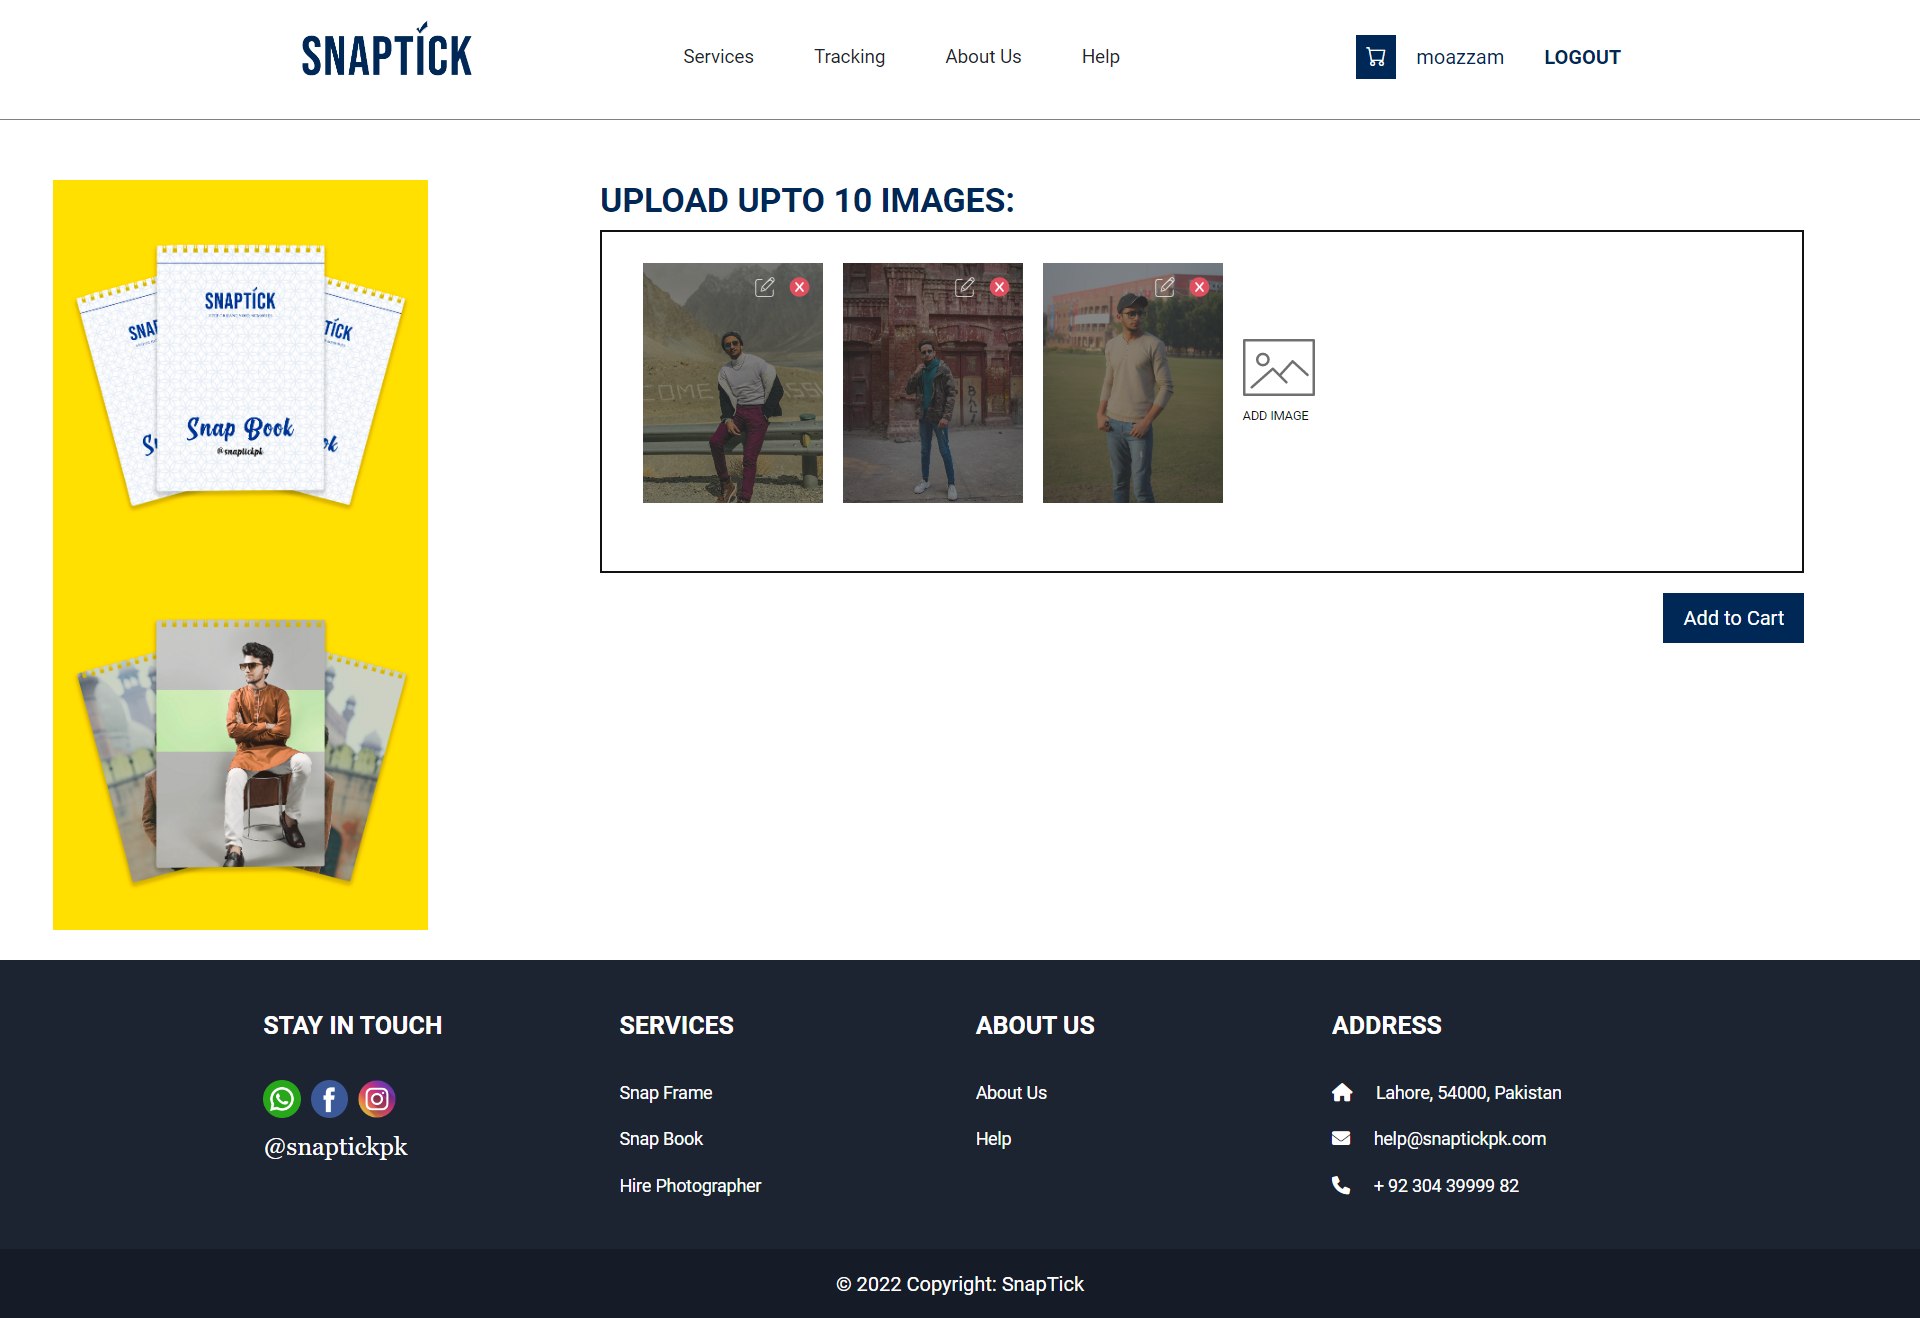 SNAPTICK
Services
Tracking
About Us
Help
moazzam
LOGOUT
UPLOAD UPTO 10 IMAGES:
SNAPTICK
Snap Book
@snaptickpk
COME
BALI
ADD IMAGE
Add to Cart
STAY IN TOUCH
@snaptickpk
SERVICES
Snap Frame
Snap Book
Hire Photographer
ABOUT US
About Us
Help
ADDRESS
Lahore, 54000, Pakistan
help@snaptickpk.com
+ 92 304 39999 82
© 2022 Copyright: SnapTick